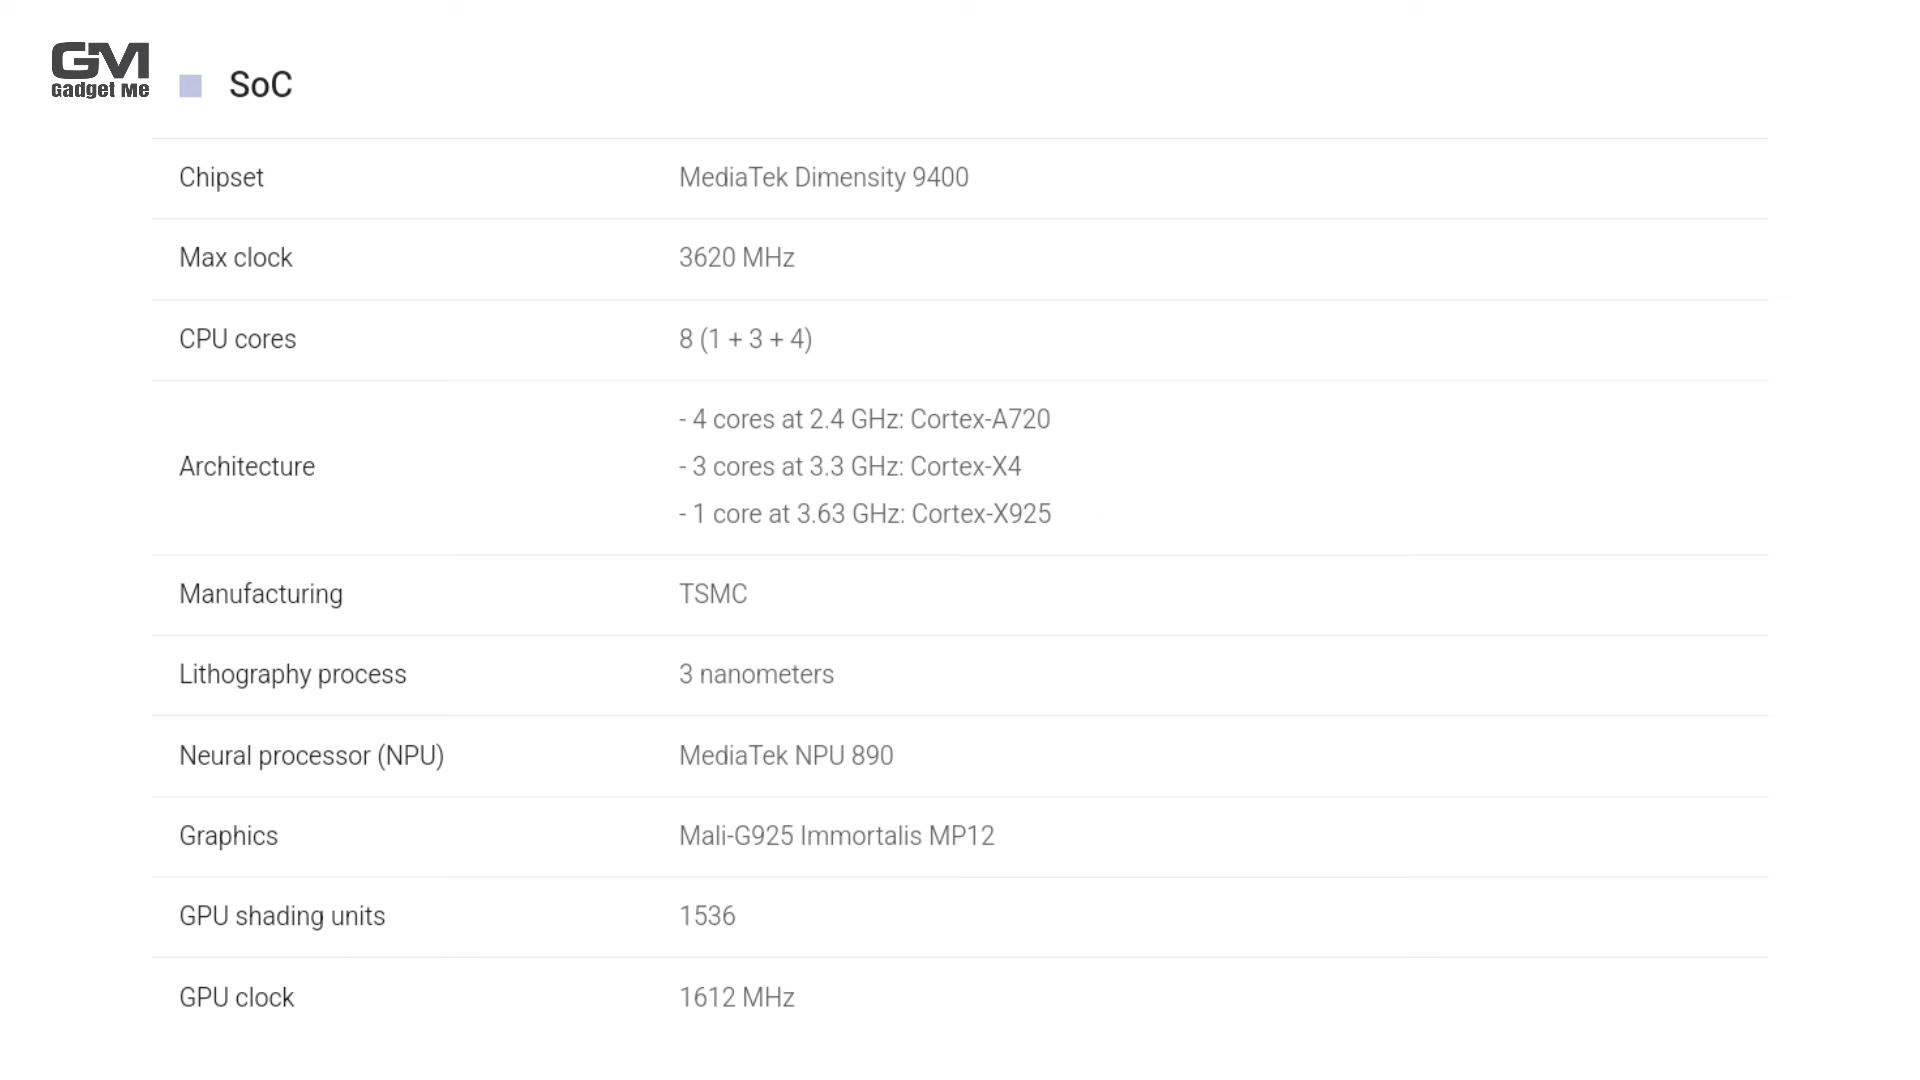 GM
Gadget Me
SoC
Chipset MediaTek Dimensity 9400
Max clock 3620 MHz
CPU cores 8 (1 + 3 + 4)
Architecture
- 4 cores at 2.4 GHz: Cortex-A720
- 3 cores at 3.3 GHz: Cortex-X4
- 1 core at 3.63 GHz: Cortex-X925
Manufacturing TSMC
Lithography process 3 nanometers
Neural processor (NPU) MediaTek NPU 890
Graphics Mali-G925 Immortalis MP12
GPU shading units 1536
GPU clock 1612 MHz